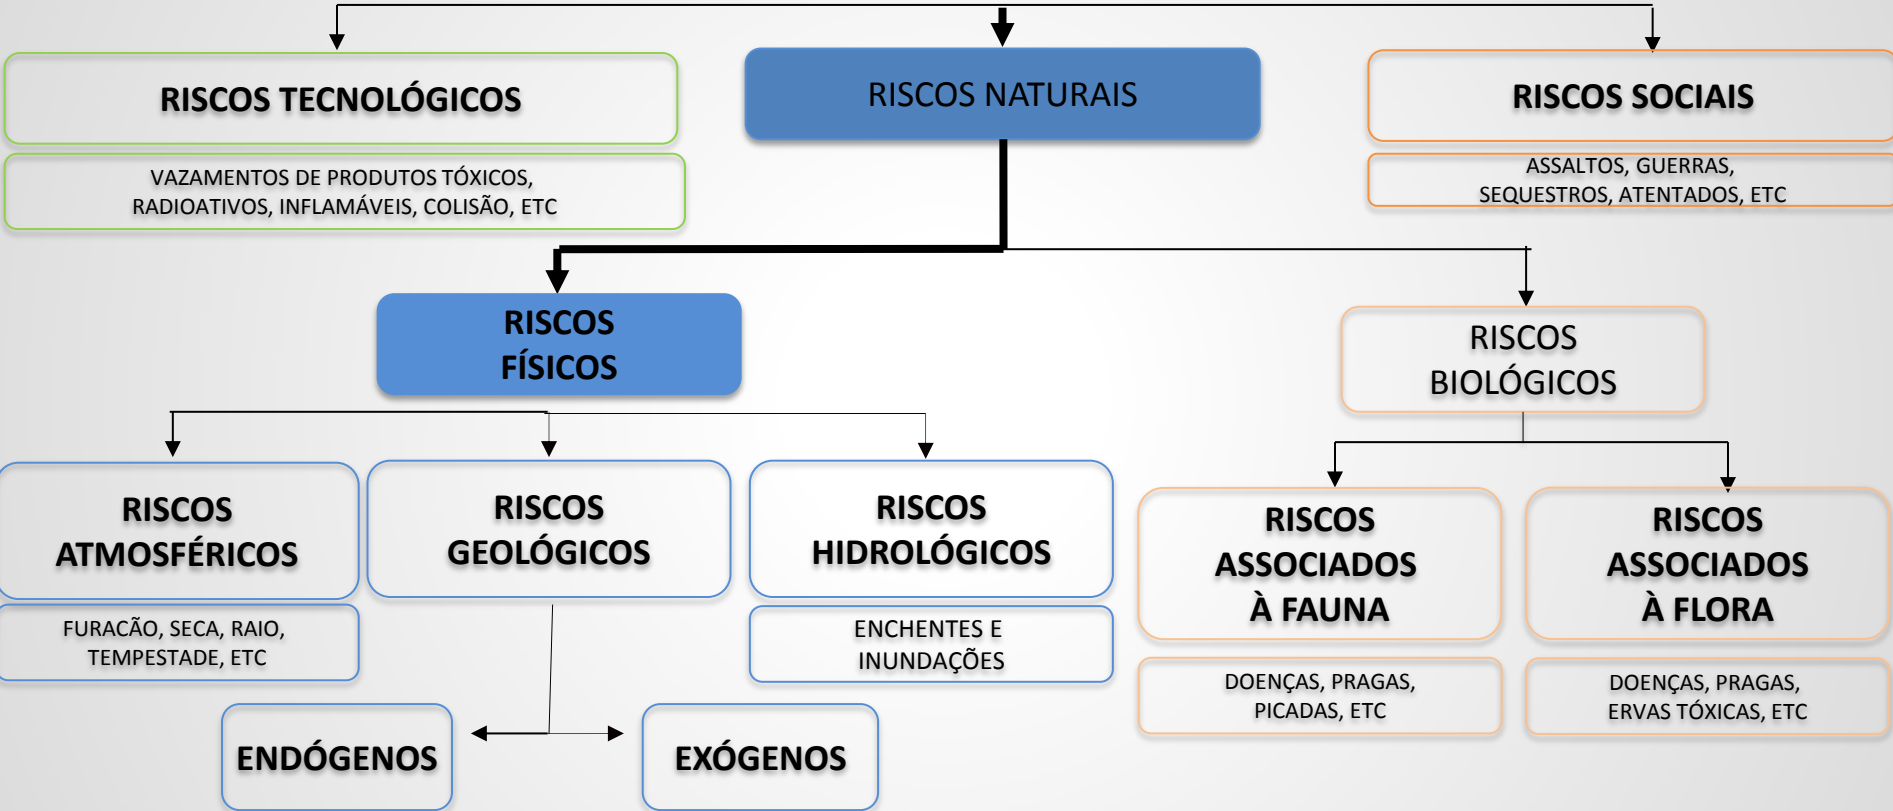 RISCOS TECNOLÓGICOS
VAZAMENTOS DE PRODUTOS TÓXICOS,
RADIOATIVOS, INFLAMÁVEIS, COLISÃO, ETC
RISCOS NATURAIS
RISCOS SOCIAIS
ASSALTOS, GUERRAS,
SEQUESTROS, ATENTADOS, ETC
RISCOS
FÍSICOS
RISCOS
BIOLÓGICOS
RISCOS
ATMOSFÉRICOS
FURACÃO, SECA, RAIO,
TEMPESTADE, ETC
RISCOS
GEOLÓGICOS
RISCOS
HIDROLÓGICOS
ENCHENTES E
INUNDAÇÕES
RISCOS
ASSOCIADOS
À FAUNA
DOENÇAS, PRAGAS,
PICADAS, ETC
RISCOS
ASSOCIADOS
À FLORA
DOENÇAS, PRAGAS,
ERVAS TÓXICAS, ETC
ENDÓGENOS
EXÓGENOS